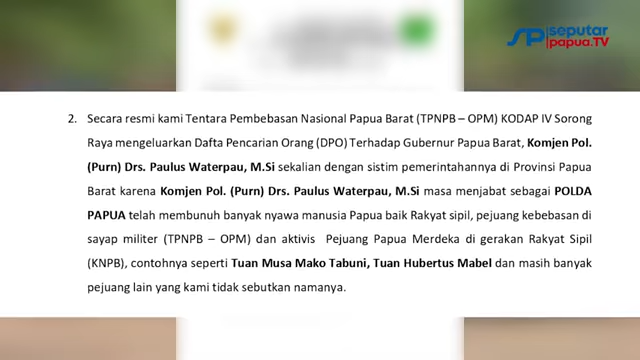 seputar
papua.TV
2. Secara resmi kami Tentara Pembebasan Nasional Papua Barat (TPNPB – OPM) KODAP IV Sorong
Raya mengeluarkan Dafta Pencarian Orang (DPO) Terhadap Gubernur Papua Barat, Komjen Pol.
(Purn) Drs. Paulus Waterpau, M.Si sekalian dengan sistim pemerintahannya di Provinsi Papua
Barat karena Komjen Pol. (Purn) Drs. Paulus Waterpau, M.Si masa menjabat sebagai POLDA
PAPUA telah membunuh banyak nyawa manusia Papua baik Rakyat sipil, pejuang kebebasan di
sayap militer (TPNPB – OPM) dan aktivis Pejuang Papua Merdeka di gerakan Rakyat Sipil
(KNPB), contohnya seperti Tuan Musa Mako Tabuni, Tuan Hubertus Mabel dan masih banyak
pejuang lain yang kami tidak sebutkan namanya.